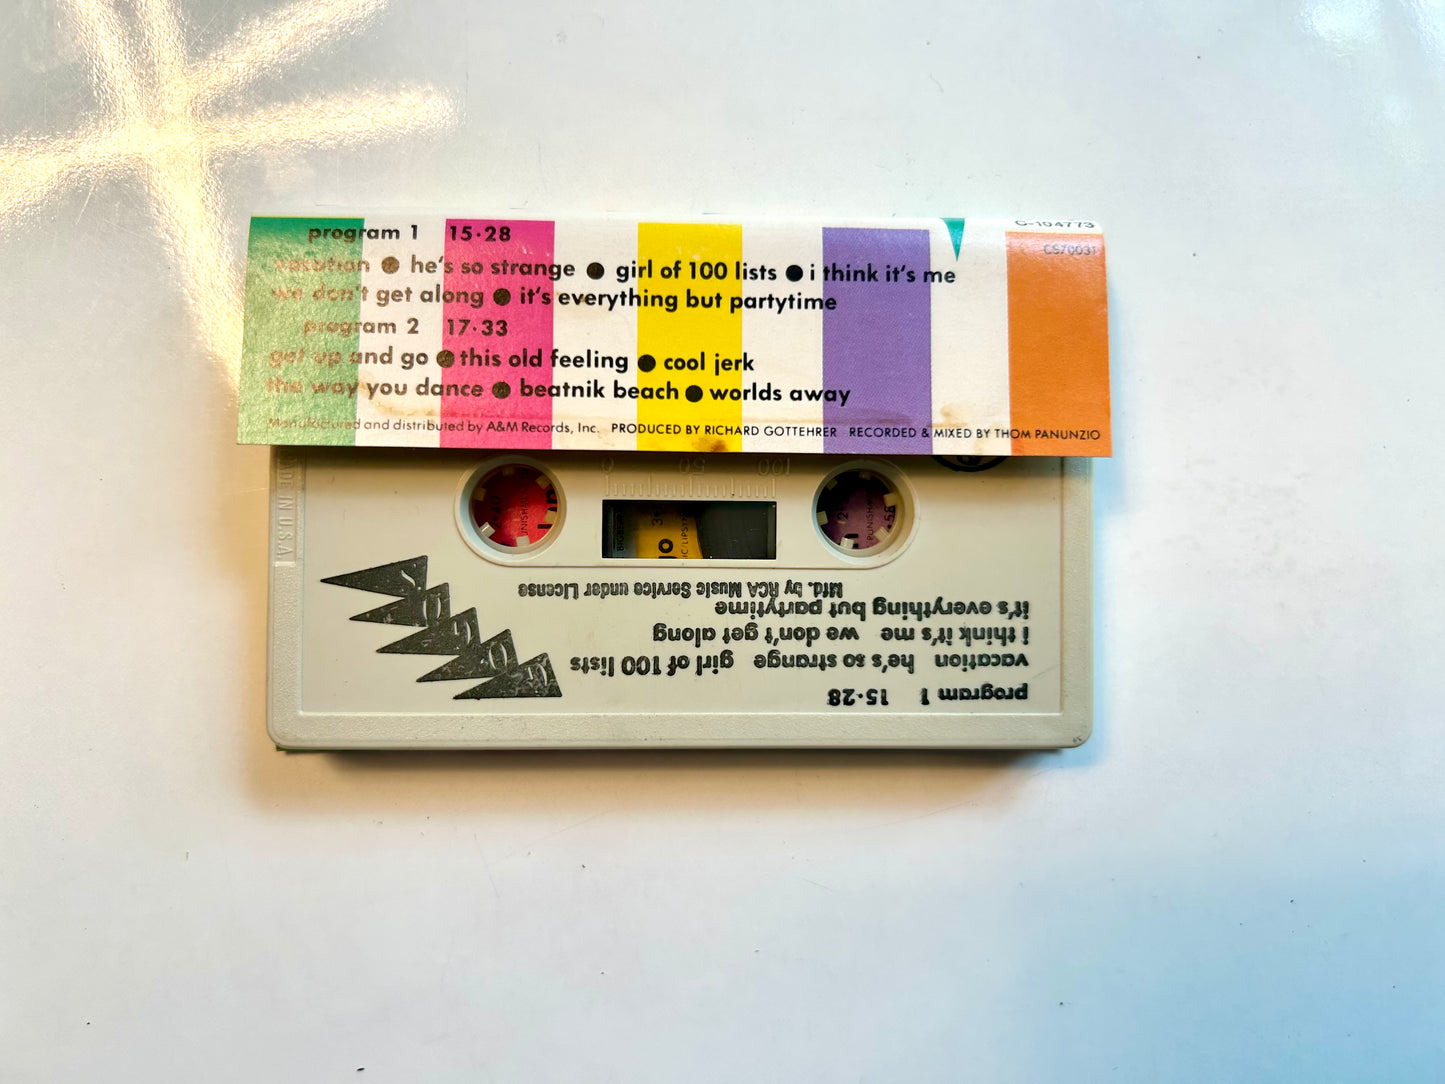 C-104773
program 1 15·28
CS70031
vacation ● he's so strange ● girl of 100 lists ● i think it's me
we don't get along ● it's everything but partytime
program 2 17·33
get up and go ● this old feeling ● cool jerk
the way you dance ● beatnik beach ● worlds away
Manufactured and distributed by A&M Records, Inc. PRODUCED BY RICHARD GOTTEHRER RECORDED & MIXED BY THOM PANUNZIO
MADE IN U.S.A.
0 50 100
program 1 15·28
vacation he's so strange girl of 100 lists
i think it's me we don't get along
it's everything but partytime
Mfd. by RCA Music Service under License